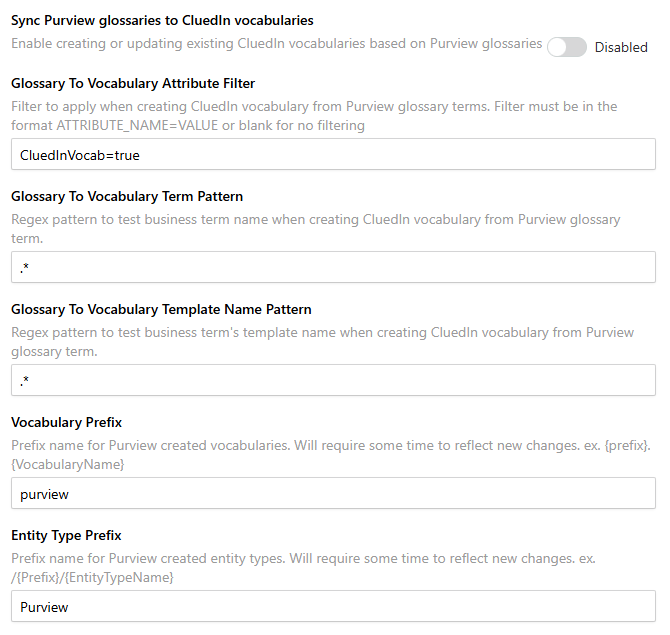 Sync Purview glossaries to CluedIn vocabularies
Enable creating or updating existing CluedIn vocabularies based on Purview glossaries
Disabled
Glossary To Vocabulary Attribute Filter
Filter to apply when creating CluedIn vocabulary from Purview glossary terms. Filter must be in the
format ATTRIBUTE_NAME=VALUE or blank for no filtering
CluedInVocab=true
Glossary To Vocabulary Term Pattern
Regex pattern to test business term name when creating CluedIn vocabulary from Purview glossary
term.
.*
Glossary To Vocabulary Template Name Pattern
Regex pattern to test business term's template name when creating CluedIn vocabulary from Purview
glossary term.
.*
Vocabulary Prefix
Prefix name for Purview created vocabularies. Will require some time to reflect new changes. ex. {prefix}.
{VocabularyName}
purview
Entity Type Prefix
Prefix name for Purview created entity types. Will require some time to reflect new changes. ex.
/{Prefix}/{EntityTypeName}
Purview